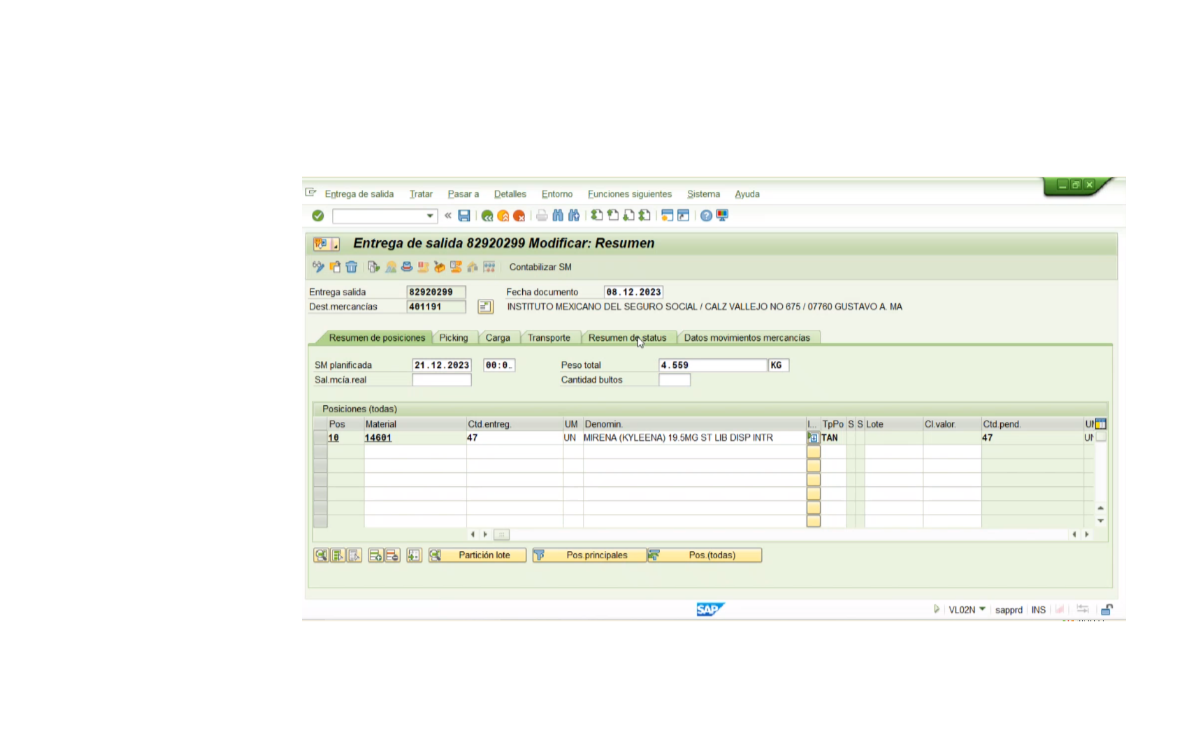 Entrega de salida Tratar Pasar a Detalles Entorno Funciones siguientes Sistema Ayuda
Entrega de salida 82920299 Modificar: Resumen
Contabilizar SM
Entrega salida 82920299 Fecha documento 08.12.2023
Dest.mercancías 401191 INSTITUTO MEXICANO DEL SEGURO SOCIAL / CALZ VALLEJO NO 675 / 07760 GUSTAVO A. MA
Resumen de posiciones Picking Carga Transporte Resumen de status Datos movimientos mercancías
SM planificada 21.12.2023 00:0. Peso total 4.559 KG
Sal.mcía.real Cantidad bultos
Posiciones (todas)
Pos Material Ctd.entreg. UM Denomin. I... TpPo S S Lote Cl.valor. Ctd.pend. UM
10 14601 47 UN MIRENA (KYLEENA) 19.5MG ST LIB DISP INTR TAN 47 UN
Partición lote Pos.principales Pos.(todas)
SAP VL02N sapprd INS